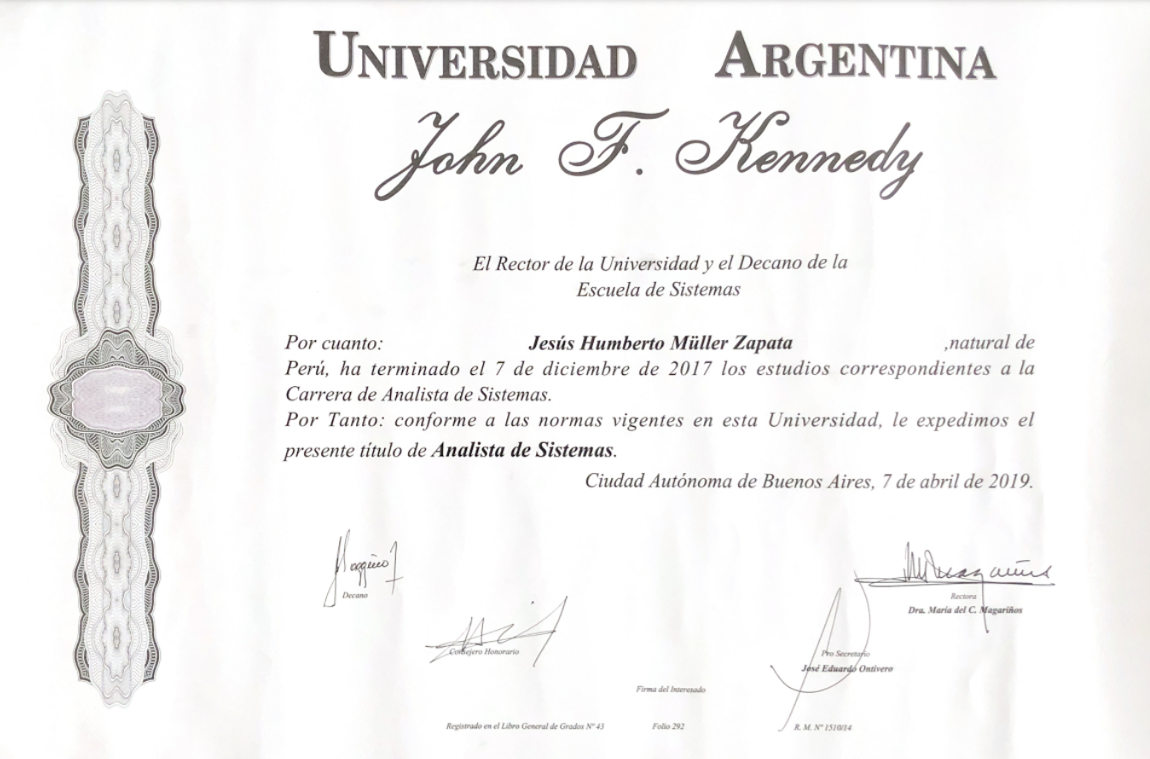 UNIVERSIDAD ARGENTINA
John F. Kennedy
El Rector de la Universidad y el Decano de la
Escuela de Sistemas
Por cuanto: Jesús Humberto Müller Zapata ,natural de
Perú, ha terminado el 7 de diciembre de 2017 los estudios correspondientes a la
Carrera de Analista de Sistemas.
Por Tanto: conforme a las normas vigentes en esta Universidad, le expedimos el
presente título de Analista de Sistemas.
Ciudad Autónoma de Buenos Aires, 7 de abril de 2019.
Decano
Rectora
Dra. María del C. Magariños
Consejero Honorario
Pro Secretario
José Eduardo Ontivero
Firma del Interesado
Registrado en el Libro General de Grados Nº 43 Folio 292 R. M. Nº 1510/14